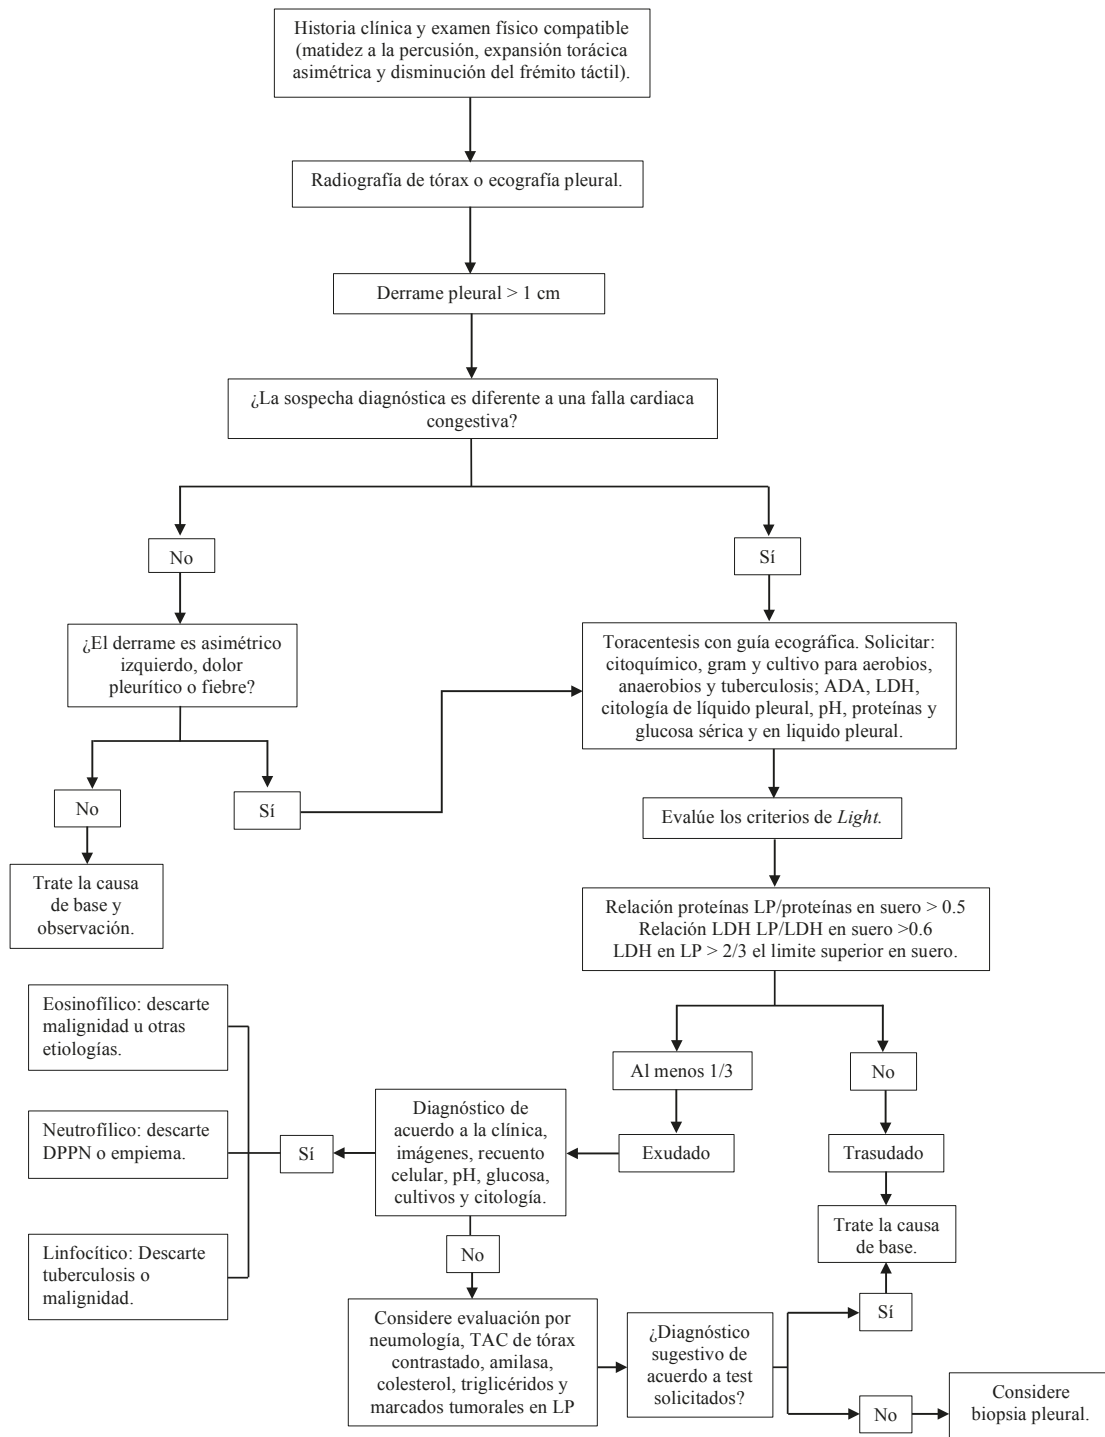 Historia clínica y examen físico compatible
(matidez a la percusión, expansión torácica
asimétrica y disminución del frémito táctil).
Radiografía de tórax o ecografía pleural.
Derrame pleural > 1 cm
¿La sospecha diagnóstica es diferente a una falla cardiaca
congestiva?
No
Sí
¿El derrame es asimétrico
izquierdo, dolor
pleurítico o fiebre?
No
Sí
Trate la causa
de base y
observación.
Toracentesis con guía ecográfica. Solicitar:
citoquímico, gram y cultivo para aerobios,
anaerobios y tuberculosis; ADA, LDH,
citología de líquido pleural, pH, proteínas y
glucosa sérica y en liquido pleural.
Evalúe los criterios de Light.
Relación proteínas LP/proteínas en suero > 0.5
Relación LDH LP/LDH en suero >0.6
LDH en LP > 2/3 el limite superior en suero.
Al menos 1/3
No
Exudado
Trasudado
Trate la causa
de base.
Diagnóstico de
acuerdo a la clínica,
imágenes, recuento
celular, pH, glucosa,
cultivos y citología.
Sí
Eosinofílico: descarte
malignidad u otras
etiologías.
Neutrofílico: descarte
DPPN o empiema.
Linfocítico: Descarte
tuberculosis o
malignidad.
No
Considere evaluación por
neumología, TAC de tórax
contrastado, amilasa,
colesterol, triglicéridos y
marcados tumorales en LP
¿Diagnóstico
sugestivo de
acuerdo a test
solicitados?
Sí
No
Considere
biopsia pleural.